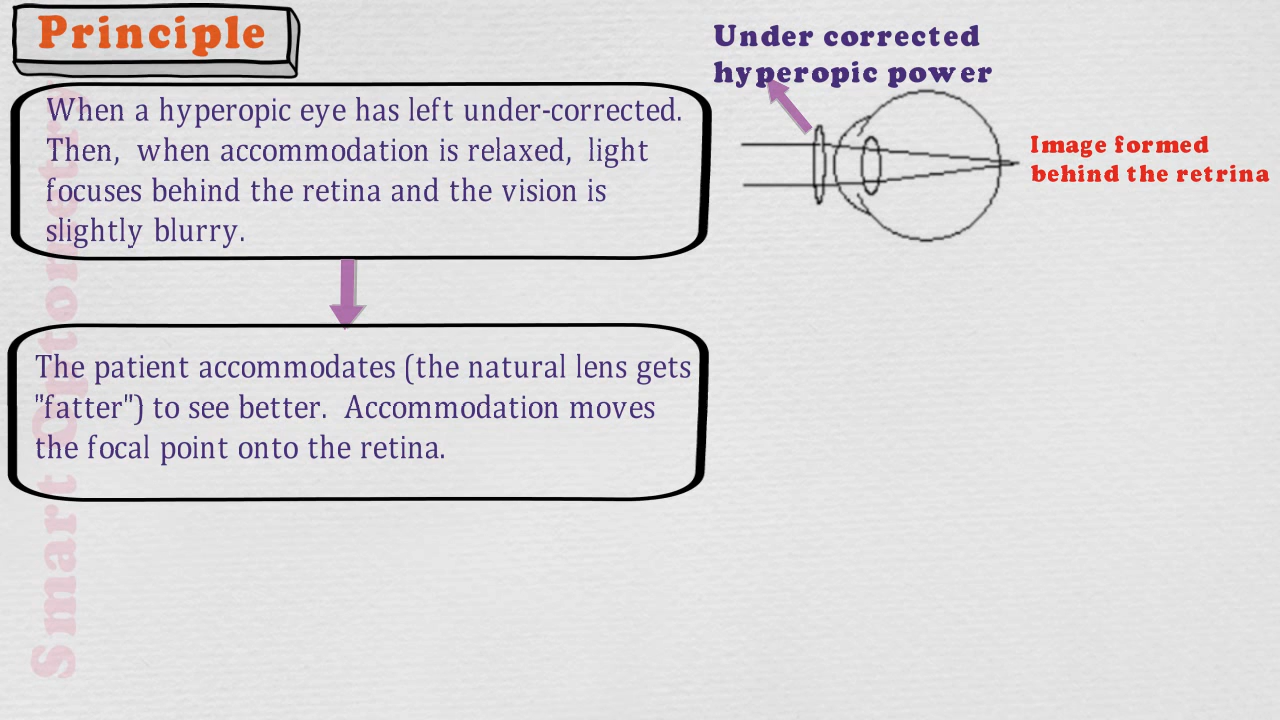 Principle
When a hyperopic eye has left under-corrected.
Then, when accommodation is relaxed, light
focuses behind the retina and the vision is
slightly blurry.
The patient accommodates (the natural lens gets
"fatter") to see better. Accommodation moves
the focal point onto the retina.
Under corrected
hyperopic power
Image formed
behind the retrina
Smart Optometry